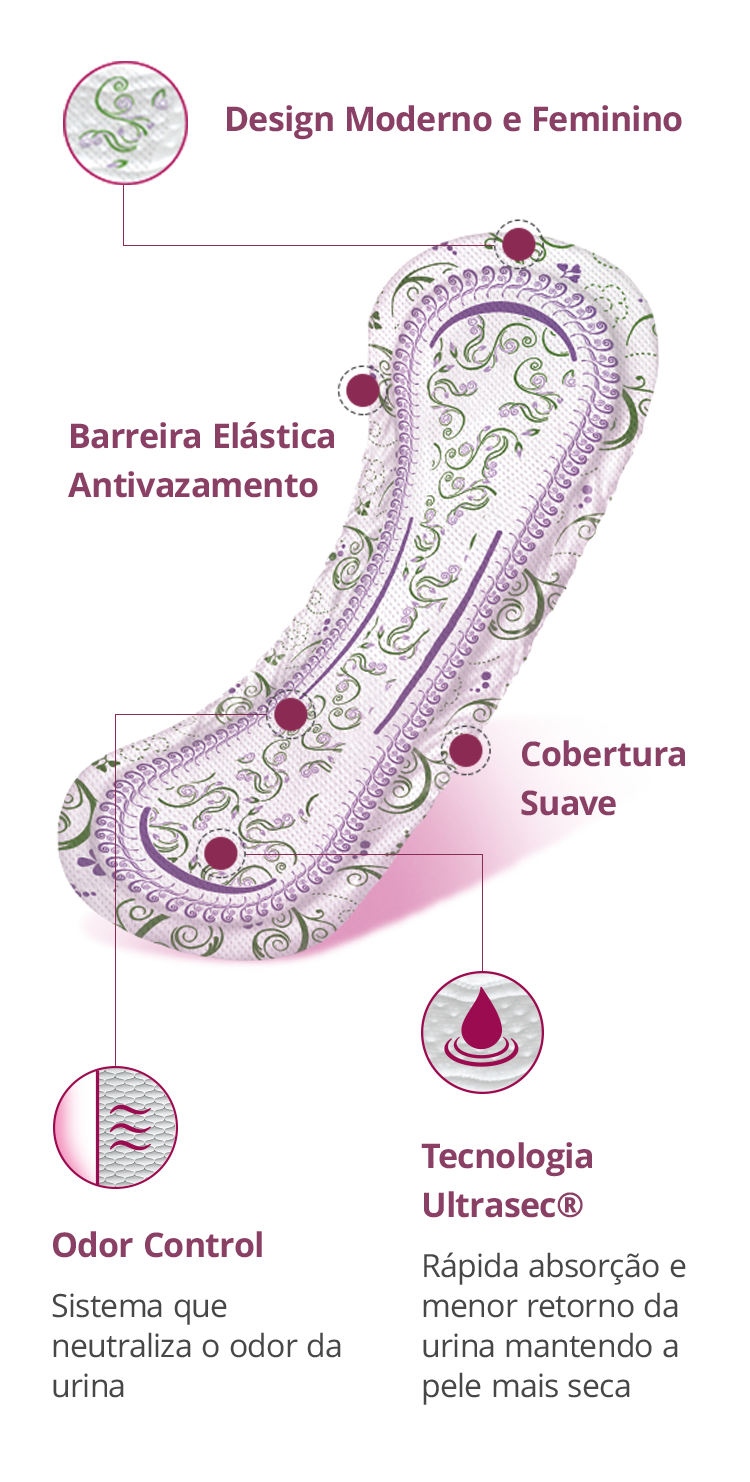 Design Moderno e Feminino
Barreira Elástica
Antivazamento
Cobertura
Suave
Tecnologia
Ultrasec®
Rápida absorção e
menor retorno da
urina mantendo a
pele mais seca
Odor Control
Sistema que
neutraliza o odor da
urina